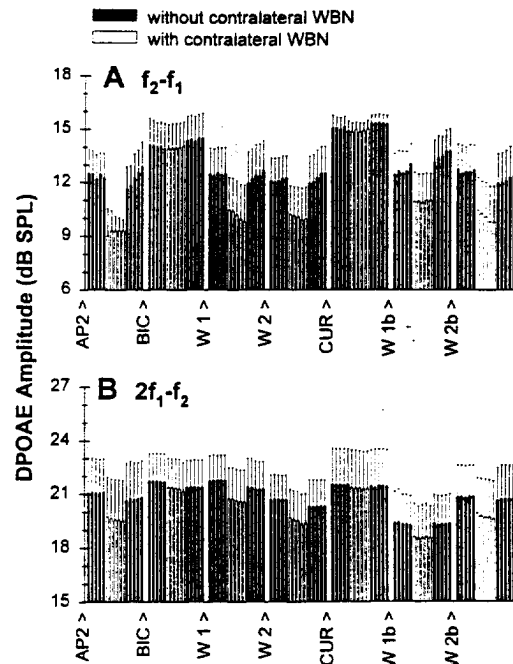 without contralateral WBN
with contralateral WBN
DPOAE Amplitude (dB SPL)
A f₂-f₁
18
15
12
9
6
AP2 >
BIC >
W 1 >
W 2 >
CUR >
W 1b >
W 2b >
B 2f₁-f₂
27
23
21
18
15
AP2 >
BIC >
W 1 >
W 2 >
CUR >
W 1b >
W 2b >